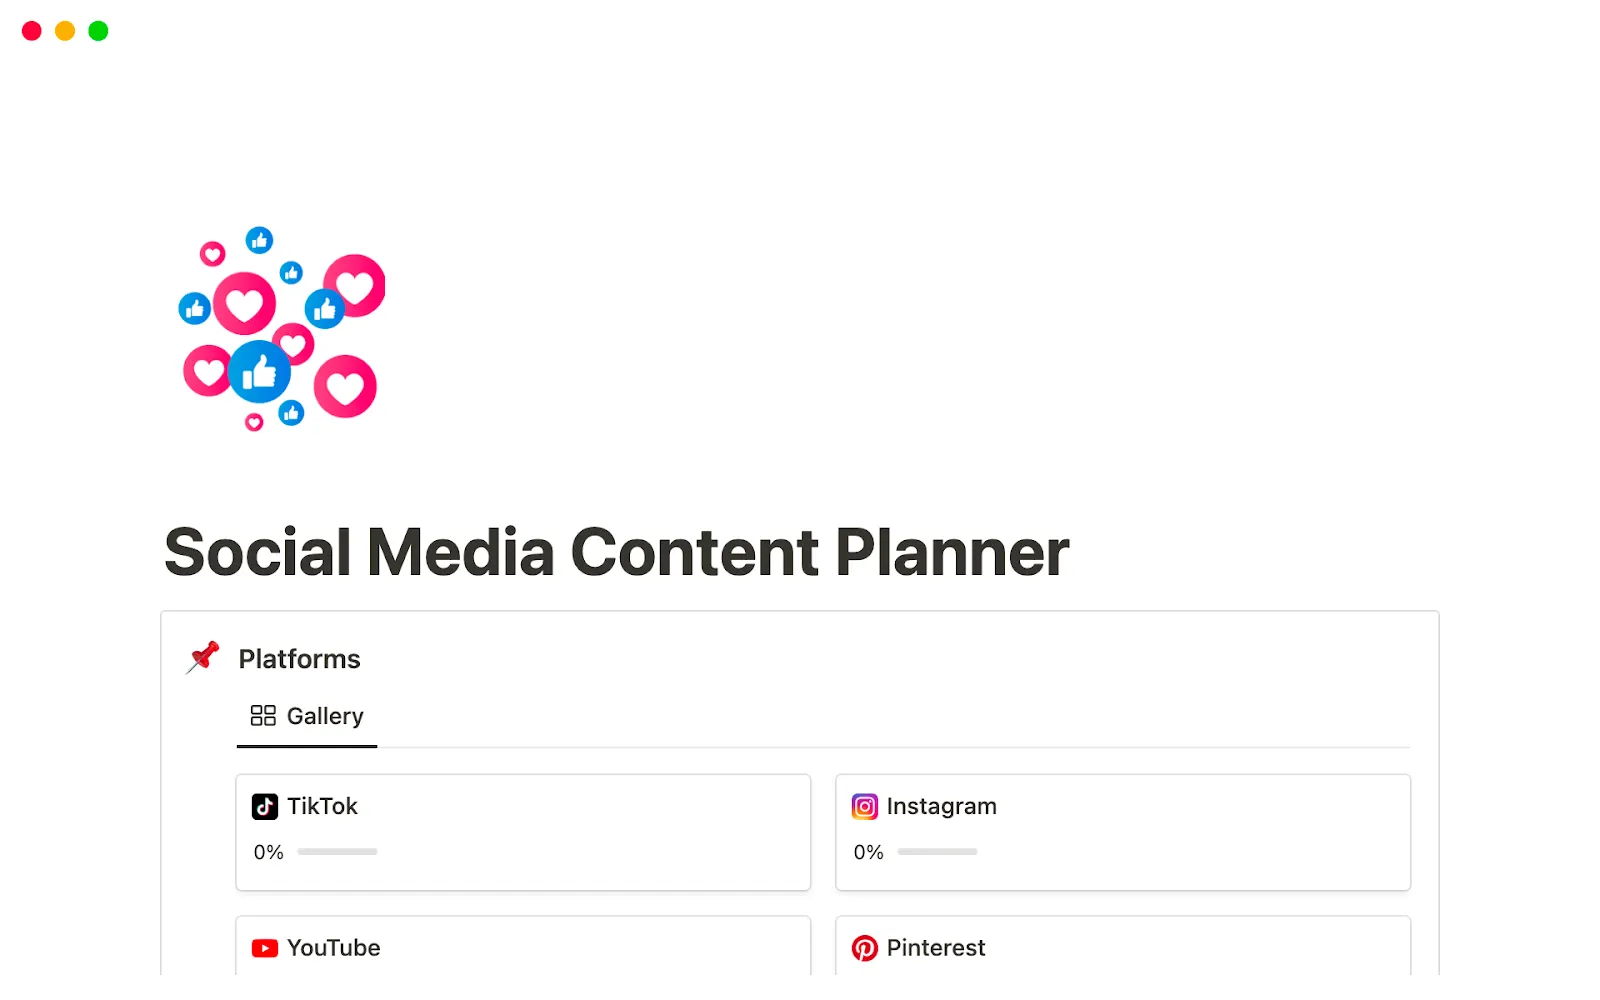 Social Media Content Planner
Platforms
Gallery
TikTok
Instagram
0%
0%
YouTube
Pinterest